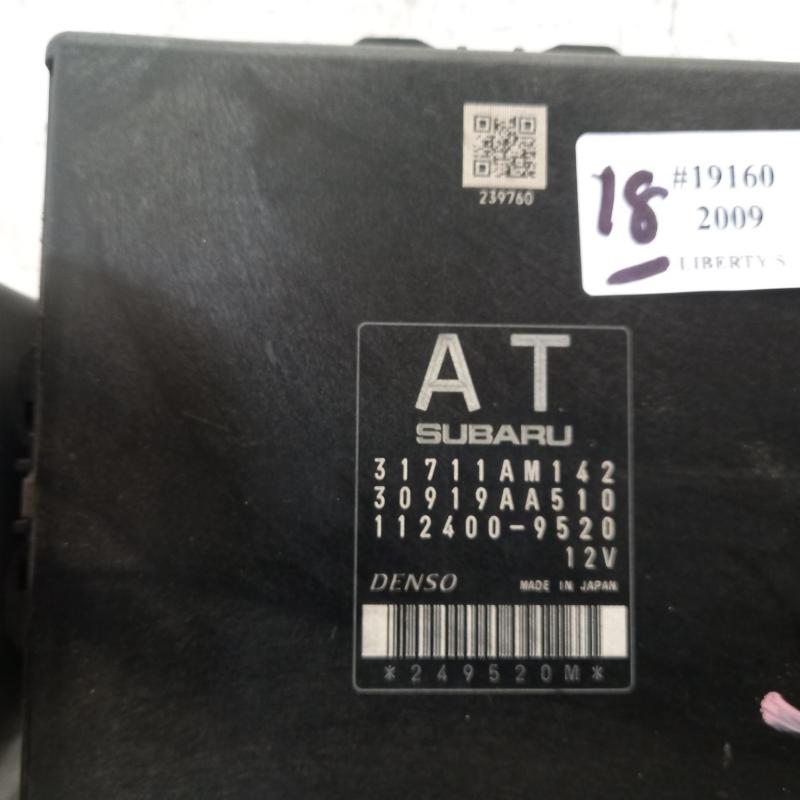 239760
18
#19160
2009
LIBERTY S
AT
SUBARU
31711AM142
30919AA510
112400-9520
12V
DENSO MADE IN JAPAN
*249520M*